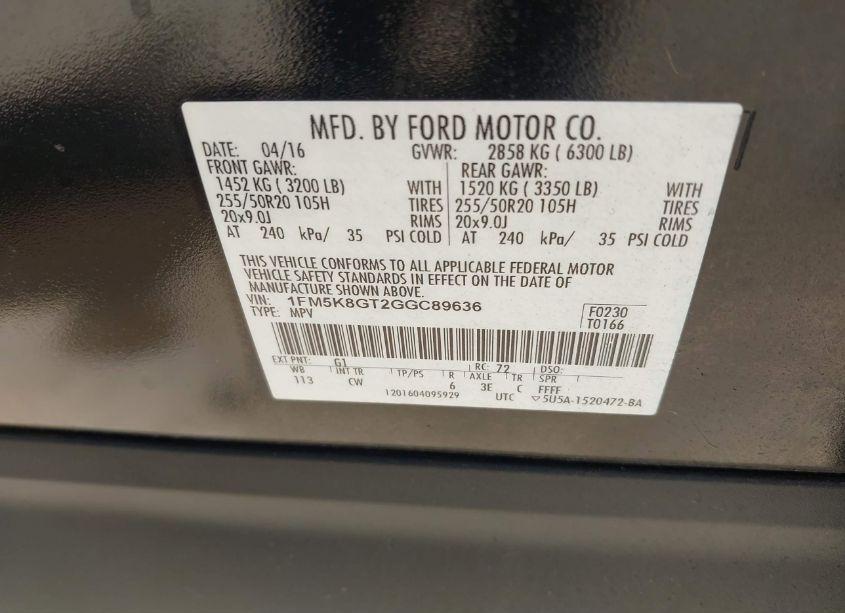 MFD. BY FORD MOTOR CO.
DATE: 04/16 GVWR: 2858 KG ( 6300 LB)
FRONT GAWR: REAR GAWR:
1452 KG ( 3200 LB) WITH 1520 KG ( 3350 LB) WITH
255/50R20 105H TIRES 255/50R20 105H TIRES
20x9.0J RIMS 20x9.0J RIMS
AT 240 kPa/ 35 PSI COLD AT 240 kPa/ 35 PSI COLD
THIS VEHICLE CONFORMS TO ALL APPLICABLE FEDERAL MOTOR
VEHICLE SAFETY STANDARDS IN EFFECT ON THE DATE OF
MANUFACTURE SHOWN ABOVE.
VIN: 1FM5K8GT2GGC89636 F0230
TYPE: MPV T0166
EXT PNT: G1 RC: 72 DSO:
WB INT TR TP/PS R AXLE TR SPR
113 CW 6 3E C FFFF
1201604095929 UTC ▽5U5A-1520472-BA